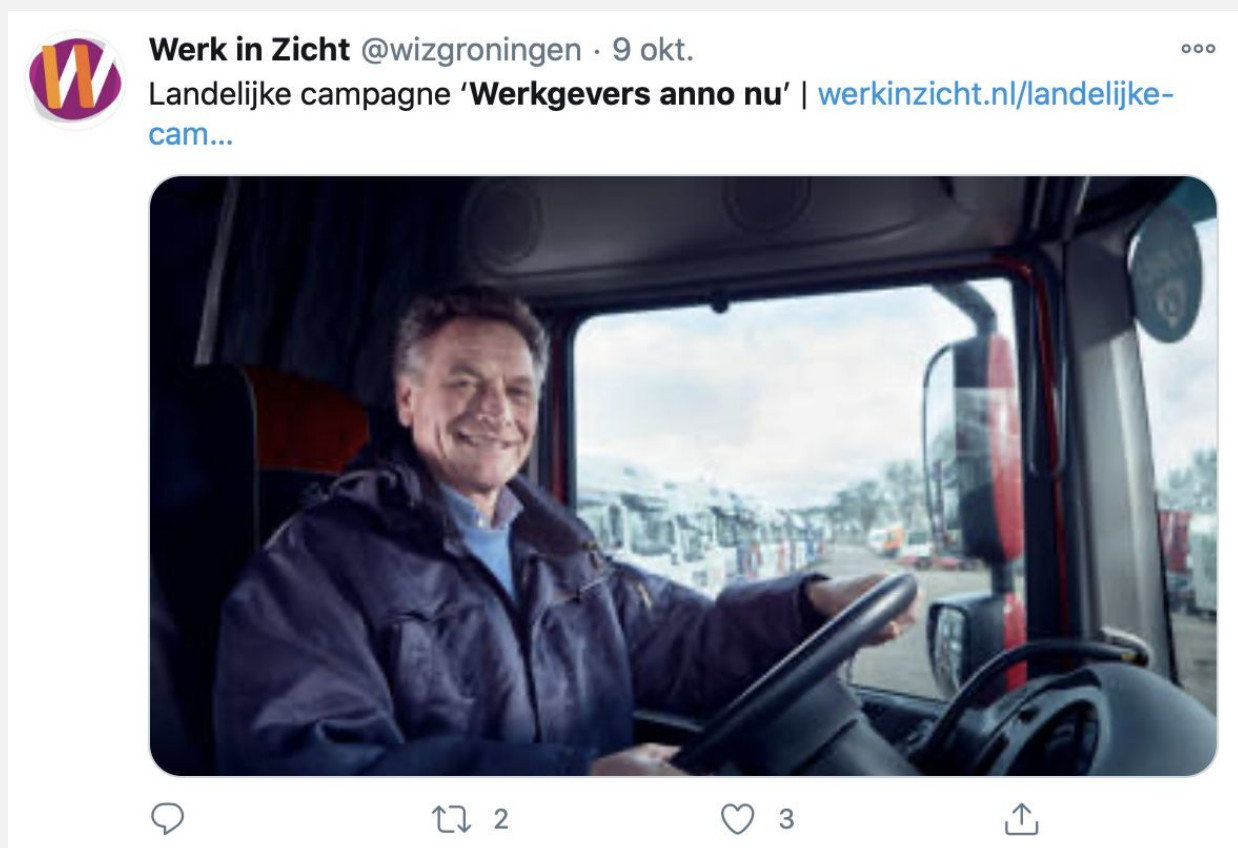 Werk in Zicht @wizgroningen · 9 okt.
Landelijke campagne ‘Werkgevers anno nu’ | werkinzicht.nl/landelijke-
cam...
2 3